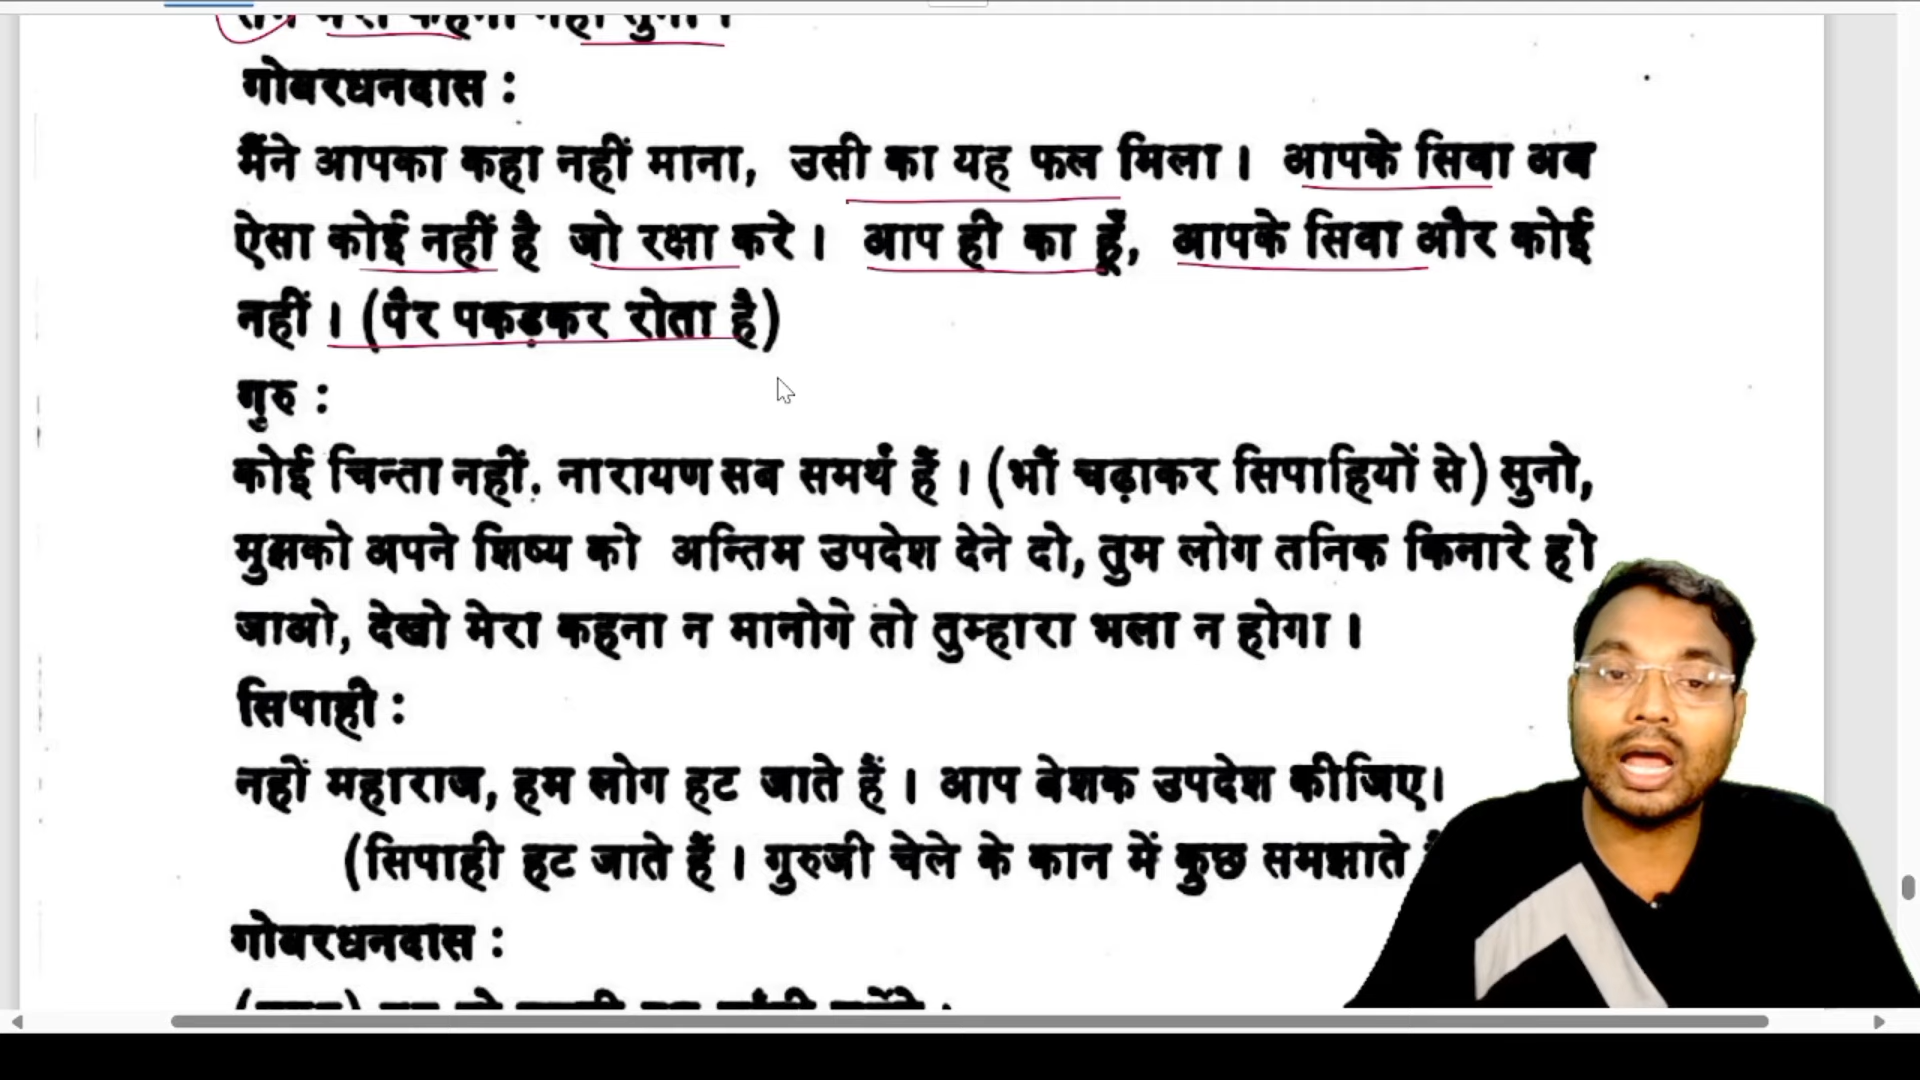 मेरा कहना नहीं सुना ।
गोबरधनदास :
मैंने आपका कहा नहीं माना, उसी का यह फल मिला । आपके सिवा अब
ऐसा कोई नहीं है जो रक्षा करे । आप ही का हूँ, आपके सिवा और कोई
नहीं । (पैर पकड़कर रोता है)
गुरु :
कोई चिन्ता नहीं. नारायण सब समर्थ हैं । (भौं चढ़ाकर सिपाहियों से) सुनो,
मुझको अपने शिष्य को अन्तिम उपदेश देने दो, तुम लोग तनिक किनारे हो
जाओ, देखो मेरा कहना न मानोगे तो तुम्हारा भला न होगा ।
सिपाही :
नहीं महाराज, हम लोग हट जाते हैं । आप बेशक उपदेश कीजिए।
(सिपाही हट जाते हैं । गुरुजी चेले के कान में कुछ समझाते
गोबरधनदास :